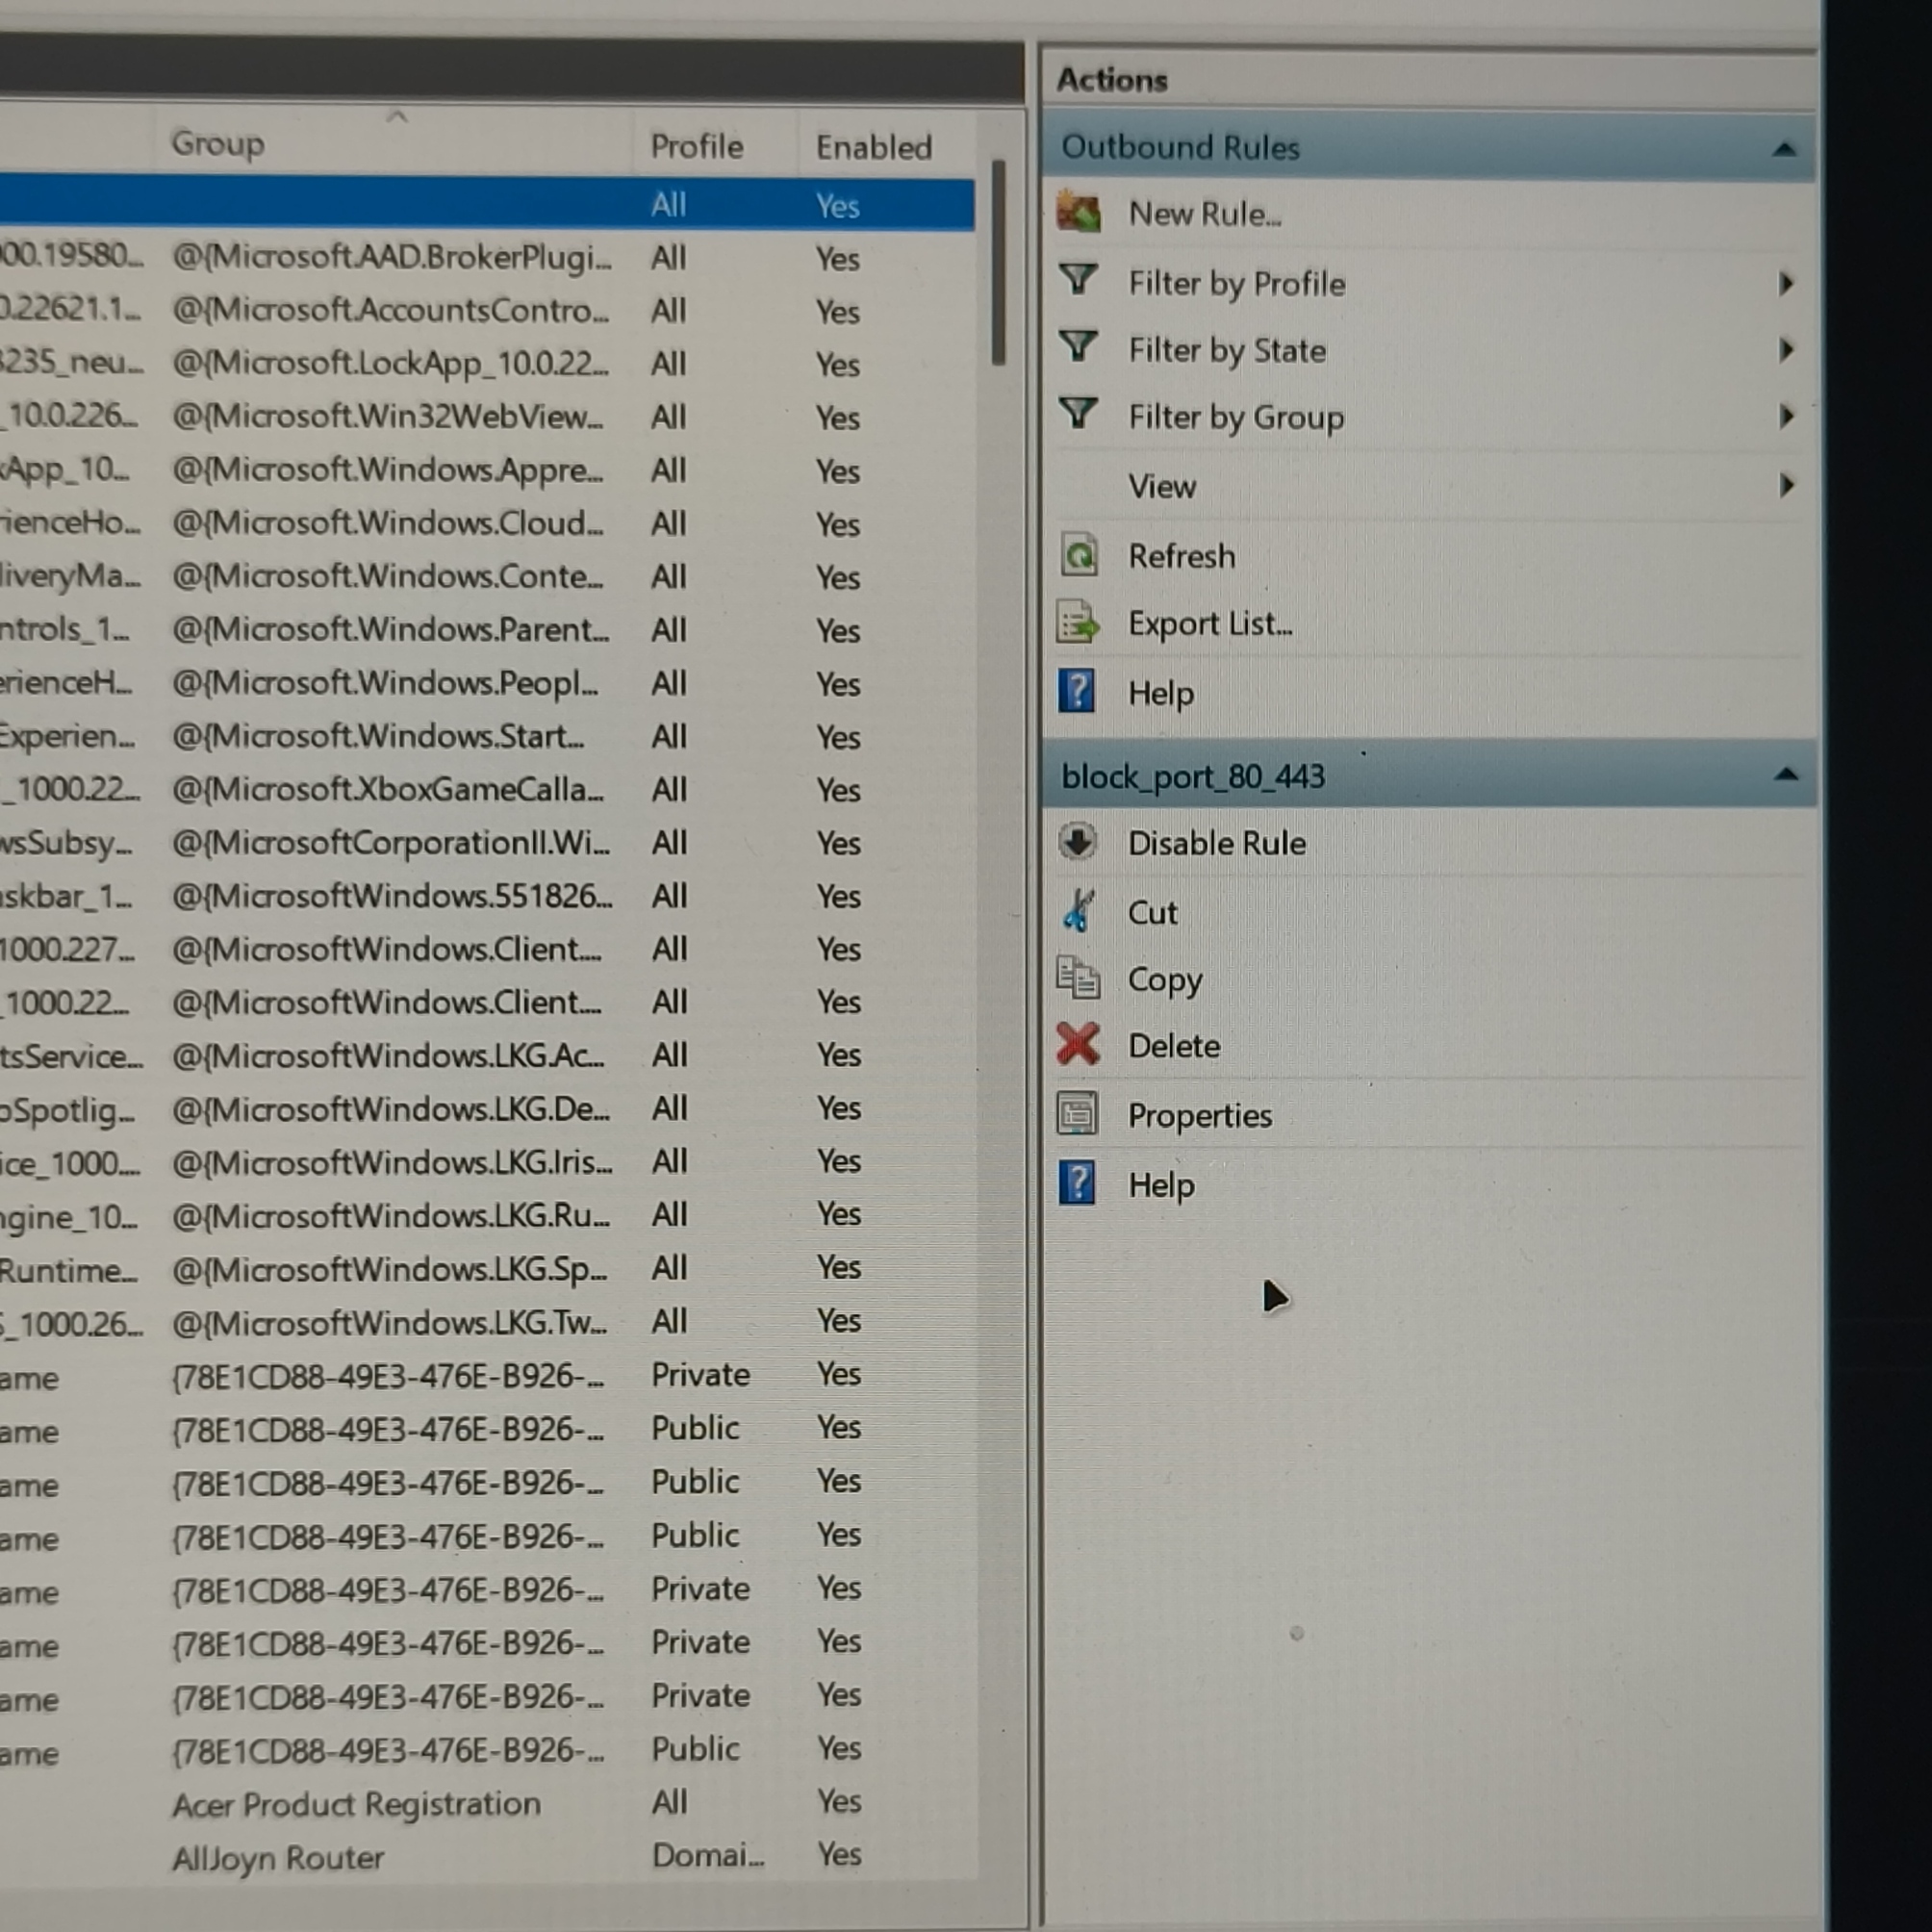 Actions
Group Profile Enabled
All Yes
00.19580... @{Microsoft.AAD.BrokerPlugi... All Yes
0.22621.1... @{Microsoft.AccountsContro... All Yes
3235_neu... @{Microsoft.LockApp_10.0.22... All Yes
_10.0.226... @{Microsoft.Win32WebView... All Yes
kApp_10... @{Microsoft.Windows.Appre... All Yes
rienceHo... @{Microsoft.Windows.Cloud... All Yes
liveryMa... @{Microsoft.Windows.Conte... All Yes
ntrols_1... @{Microsoft.Windows.Parent... All Yes
erienceH... @{Microsoft.Windows.Peopl... All Yes
Experien... @{Microsoft.Windows.Start... All Yes
_1000.22... @{Microsoft.XboxGameCalla... All Yes
wsSubsy... @{MicrosoftCorporationII.Wi... All Yes
askbar_1... @{MicrosoftWindows.551826... All Yes
1000.227... @{MicrosoftWindows.Client.... All Yes
_1000.22... @{MicrosoftWindows.Client.... All Yes
tsService... @{MicrosoftWindows.LKG.Ac... All Yes
oSpotlig... @{MicrosoftWindows.LKG.De... All Yes
ice_1000.... @{MicrosoftWindows.LKG.Iris... All Yes
ngine_10... @{MicrosoftWindows.LKG.Ru... All Yes
Runtime... @{MicrosoftWindows.LKG.Sp... All Yes
_1000.26... @{MicrosoftWindows.LKG.Tw... All Yes
ame {78E1CD88-49E3-476E-B926-... Private Yes
ame {78E1CD88-49E3-476E-B926-... Public Yes
ame {78E1CD88-49E3-476E-B926-... Public Yes
ame {78E1CD88-49E3-476E-B926-... Public Yes
ame {78E1CD88-49E3-476E-B926-... Private Yes
ame {78E1CD88-49E3-476E-B926-... Private Yes
ame {78E1CD88-49E3-476E-B926-... Private Yes
ame {78E1CD88-49E3-476E-B926-... Public Yes
Acer Product Registration All Yes
AllJoyn Router Domai... Yes
Outbound Rules
New Rule...
Filter by Profile
Filter by State
Filter by Group
View
Refresh
Export List...
Help
block_port_80_443
Disable Rule
Cut
Copy
Delete
Properties
Help